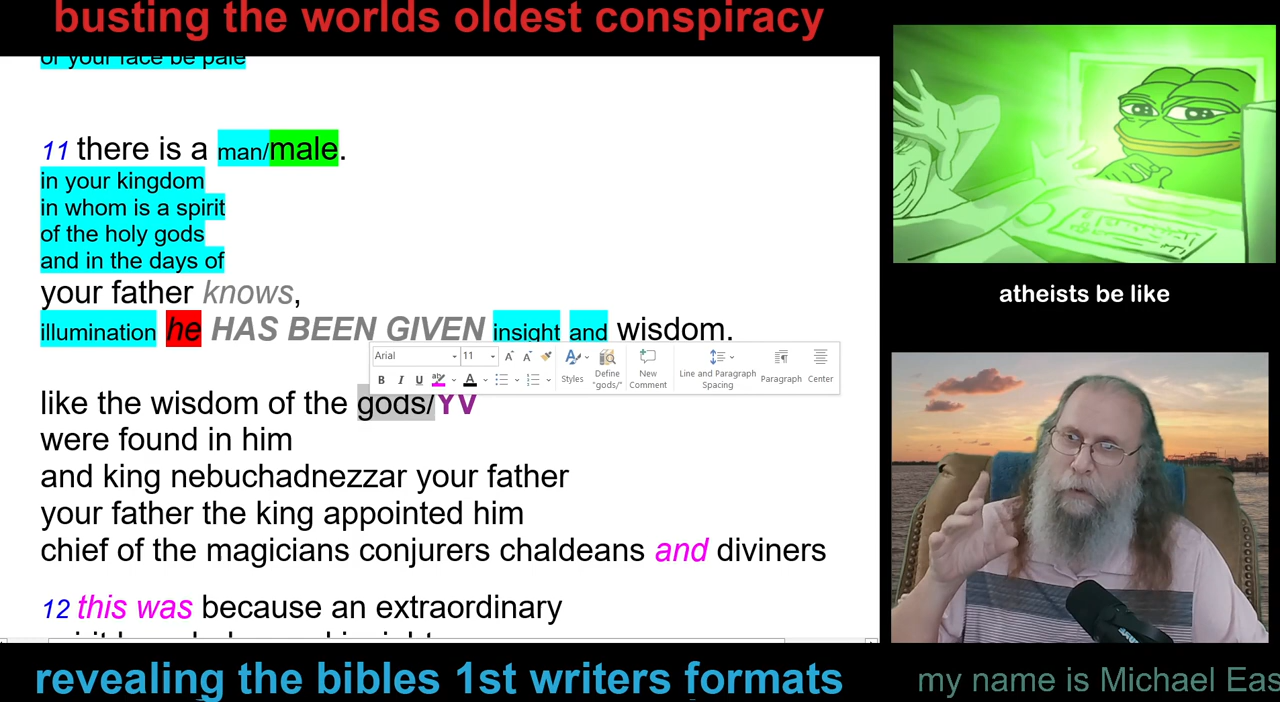 busting the worlds oldest conspiracy
or your face be pale
11 there is a man/male.
in your kingdom
in whom is a spirit
of the holy gods
and in the days of
your father knows,
illumination he HAS BEEN GIVEN insight and wisdom.
Arial 11
Styles
Define "gods/"
New Comment
Line and Paragraph Spacing
Paragraph
Center
B I U
like the wisdom of the gods/YV
were found in him
and king nebuchadnezzar your father
your father the king appointed him
chief of the magicians conjurers chaldeans and diviners
12 this was because an extraordinary
revealing the bibles 1st writers formats
atheists be like
my name is Michael Eas